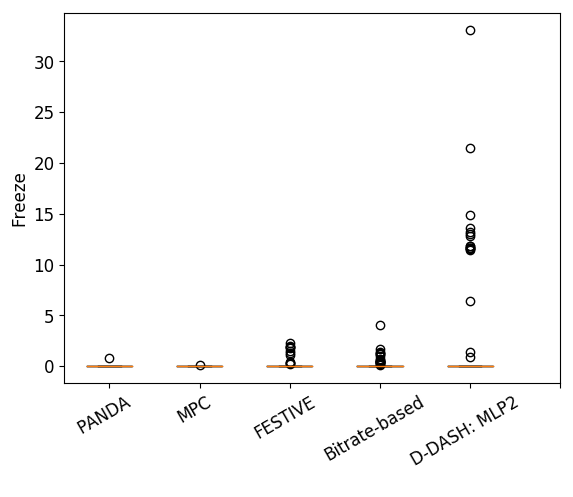 30
25
20
15
10
5
0
Freeze
PANDA
MPC
FESTIVE
Bitrate-based
D-DASH: MLP2